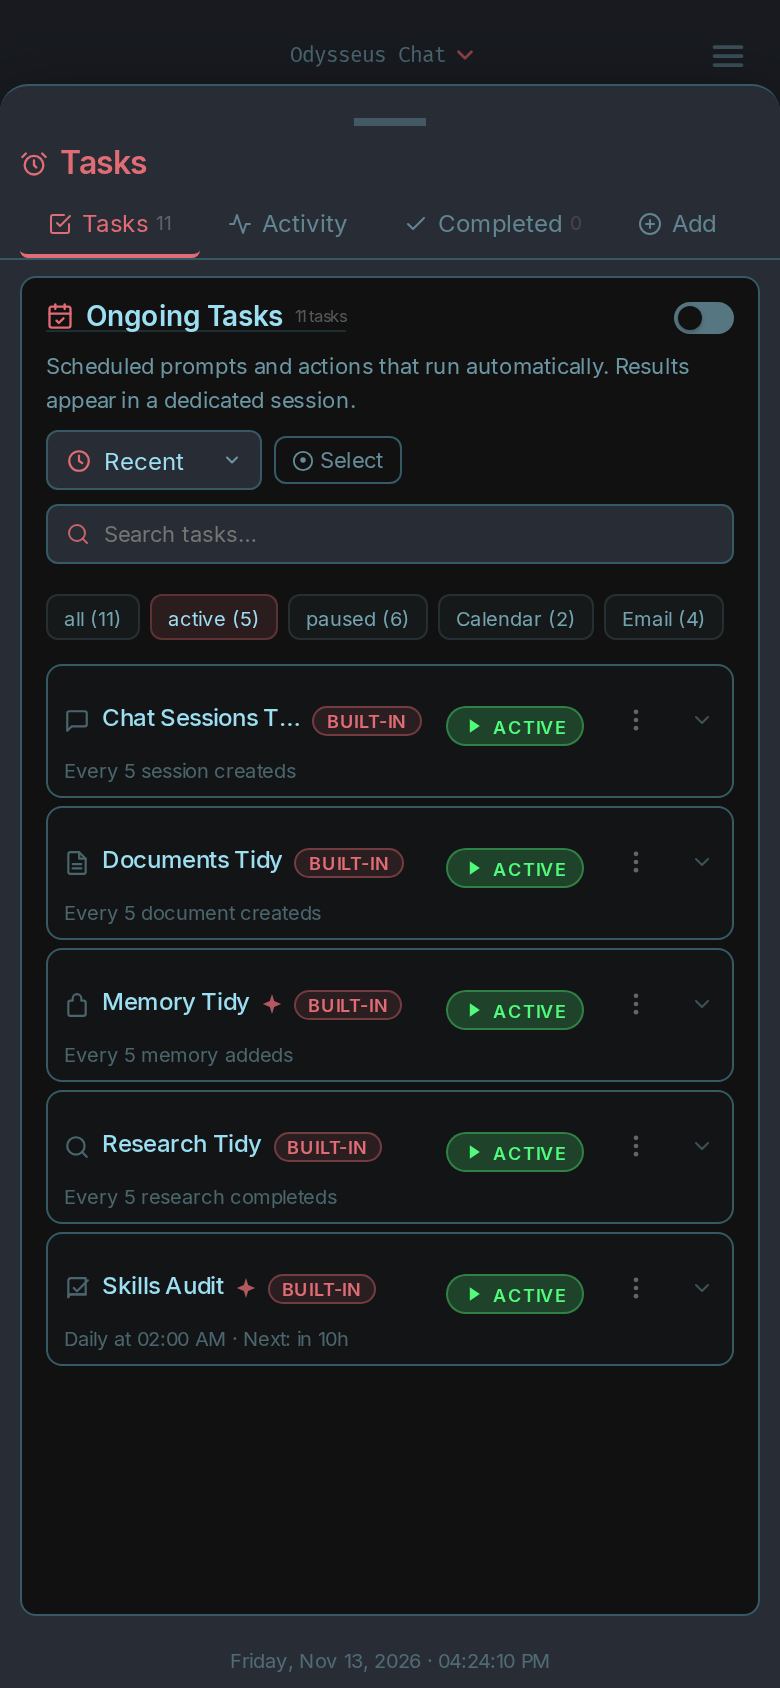 Odysseus Chat
Tasks
Tasks 11 Activity Completed 0 Add
Ongoing Tasks 11 tasks
Scheduled prompts and actions that run automatically. Results
appear in a dedicated session.
Recent Select
Search tasks...
all (11) active (5) paused (6) Calendar (2) Email (4)
Chat Sessions T... BUILT-IN ACTIVE
Every 5 session createds
Documents Tidy BUILT-IN ACTIVE
Every 5 document createds
Memory Tidy BUILT-IN ACTIVE
Every 5 memory addeds
Research Tidy BUILT-IN ACTIVE
Every 5 research completeds
Skills Audit BUILT-IN ACTIVE
Daily at 02:00 AM · Next: in 10h
Friday, Nov 13, 2026 · 04:24:10 PM